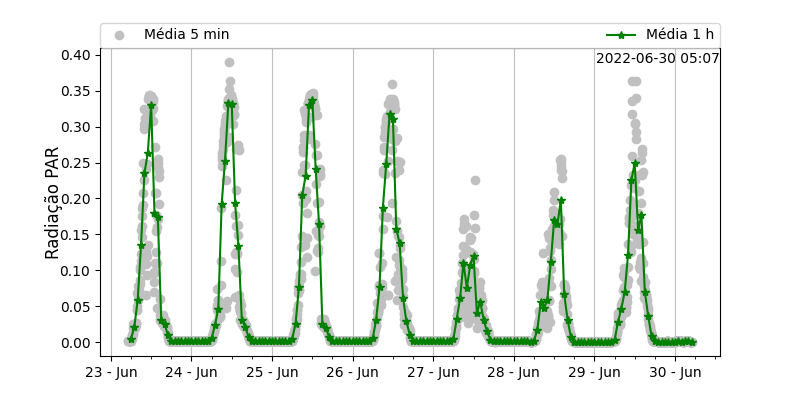 Média 5 min
Média 1 h
2022-06-30 05:07
Radiação PAR
0.40
0.35
0.30
0.25
0.20
0.15
0.10
0.05
0.00
23 - Jun
24 - Jun
25 - Jun
26 - Jun
27 - Jun
28 - Jun
29 - Jun
30 - Jun